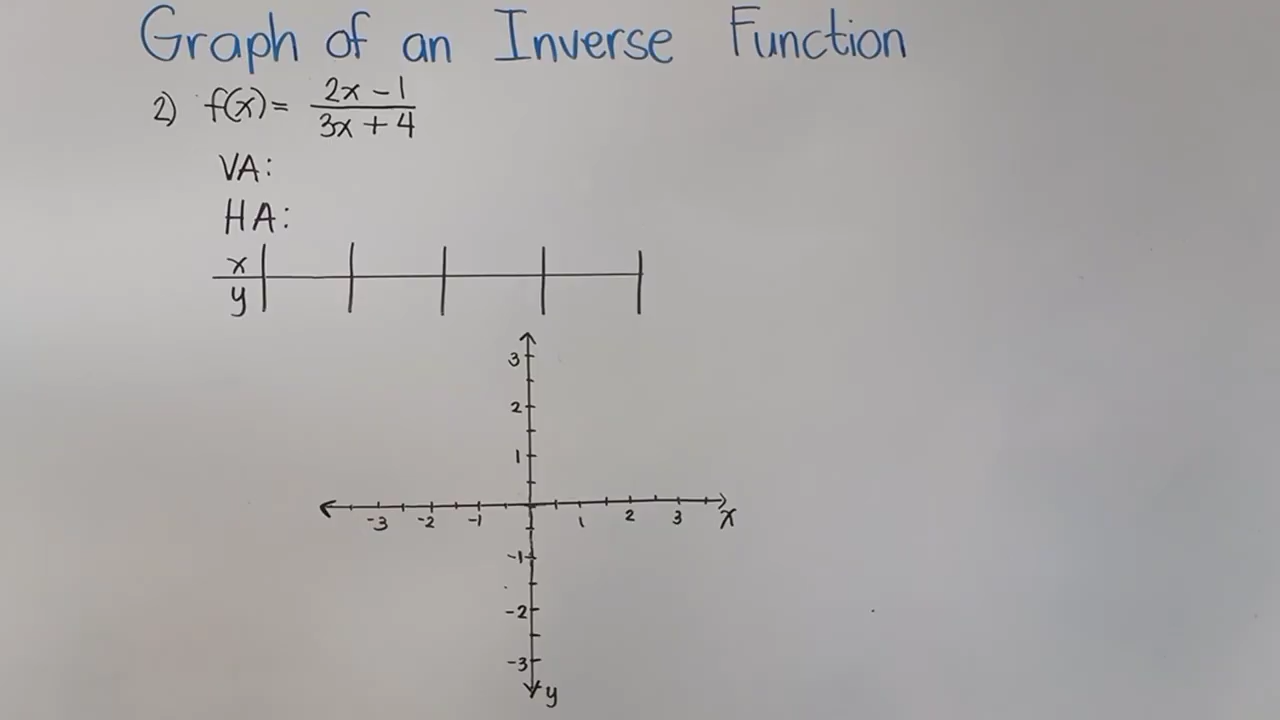 Graph of an Inverse Function
2) f(x) = 2x - 1
3x + 4
VA:
HA:
x
y
3
2
1
-3 -2 -1 1 2 3 x
-1
-2
-3
y